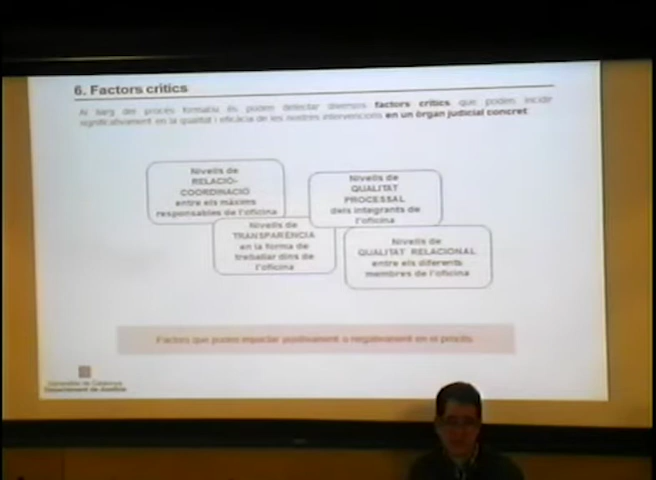 6. Factors crítics
Al llarg del procés formatiu es poden detectar diversos factors crítics que poden incidir
significativament en la qualitat i eficàcia de les nostres intervencions en un òrgan judicial concret
Nivells de
RELACIÓ-
COORDINACIÓ
entre els màxims
responsables de l'oficina
Nivells de
QUALITAT
PROCESSAL
dels integrants de
l'oficina
Nivells de
TRANSPARÈNCIA
en la forma de
treballar dins de
l'oficina
Nivells de
QUALITAT RELACIONAL
entre els diferents
membres de l'oficina
Factors que poden impactar positivament o negativament en el procés.
Generalitat de Catalunya
Departament de Justícia